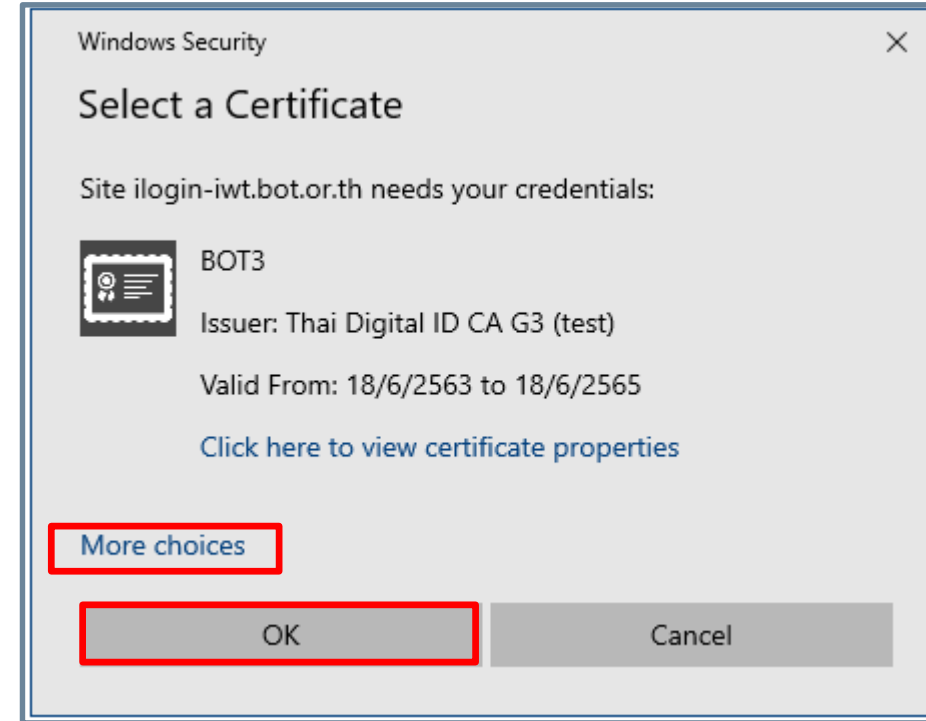 Windows Security
Select a Certificate
Site ilogin-iwt.bot.or.th needs your credentials:
BOT3
Issuer: Thai Digital ID CA G3 (test)
Valid From: 18/6/2563 to 18/6/2565
Click here to view certificate properties
More choices
OK
Cancel